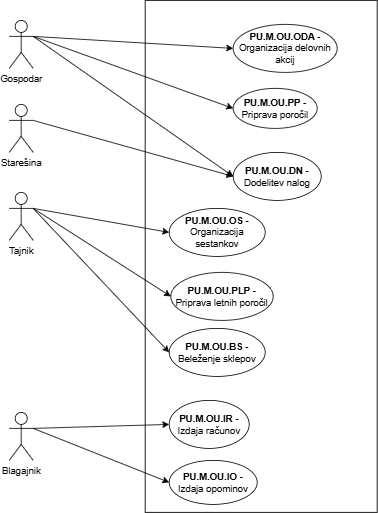 PU.M.OU.ODA -
Organizacija delovnih
akcij
Gospodar
PU.M.OU.PP -
Priprava poročil
Starešina
PU.M.OU.DN -
Dodelitev nalog
PU.M.OU.OS -
Organizacija
sestankov
Tajnik
PU.M.OU.PLP -
Priprava letnih poročil
PU.M.OU.BS -
Beleženje sklepov
PU.M.OU.IR -
Izdaja računov
Blagajnik
PU.M.OU.IO -
Izdaja opominov